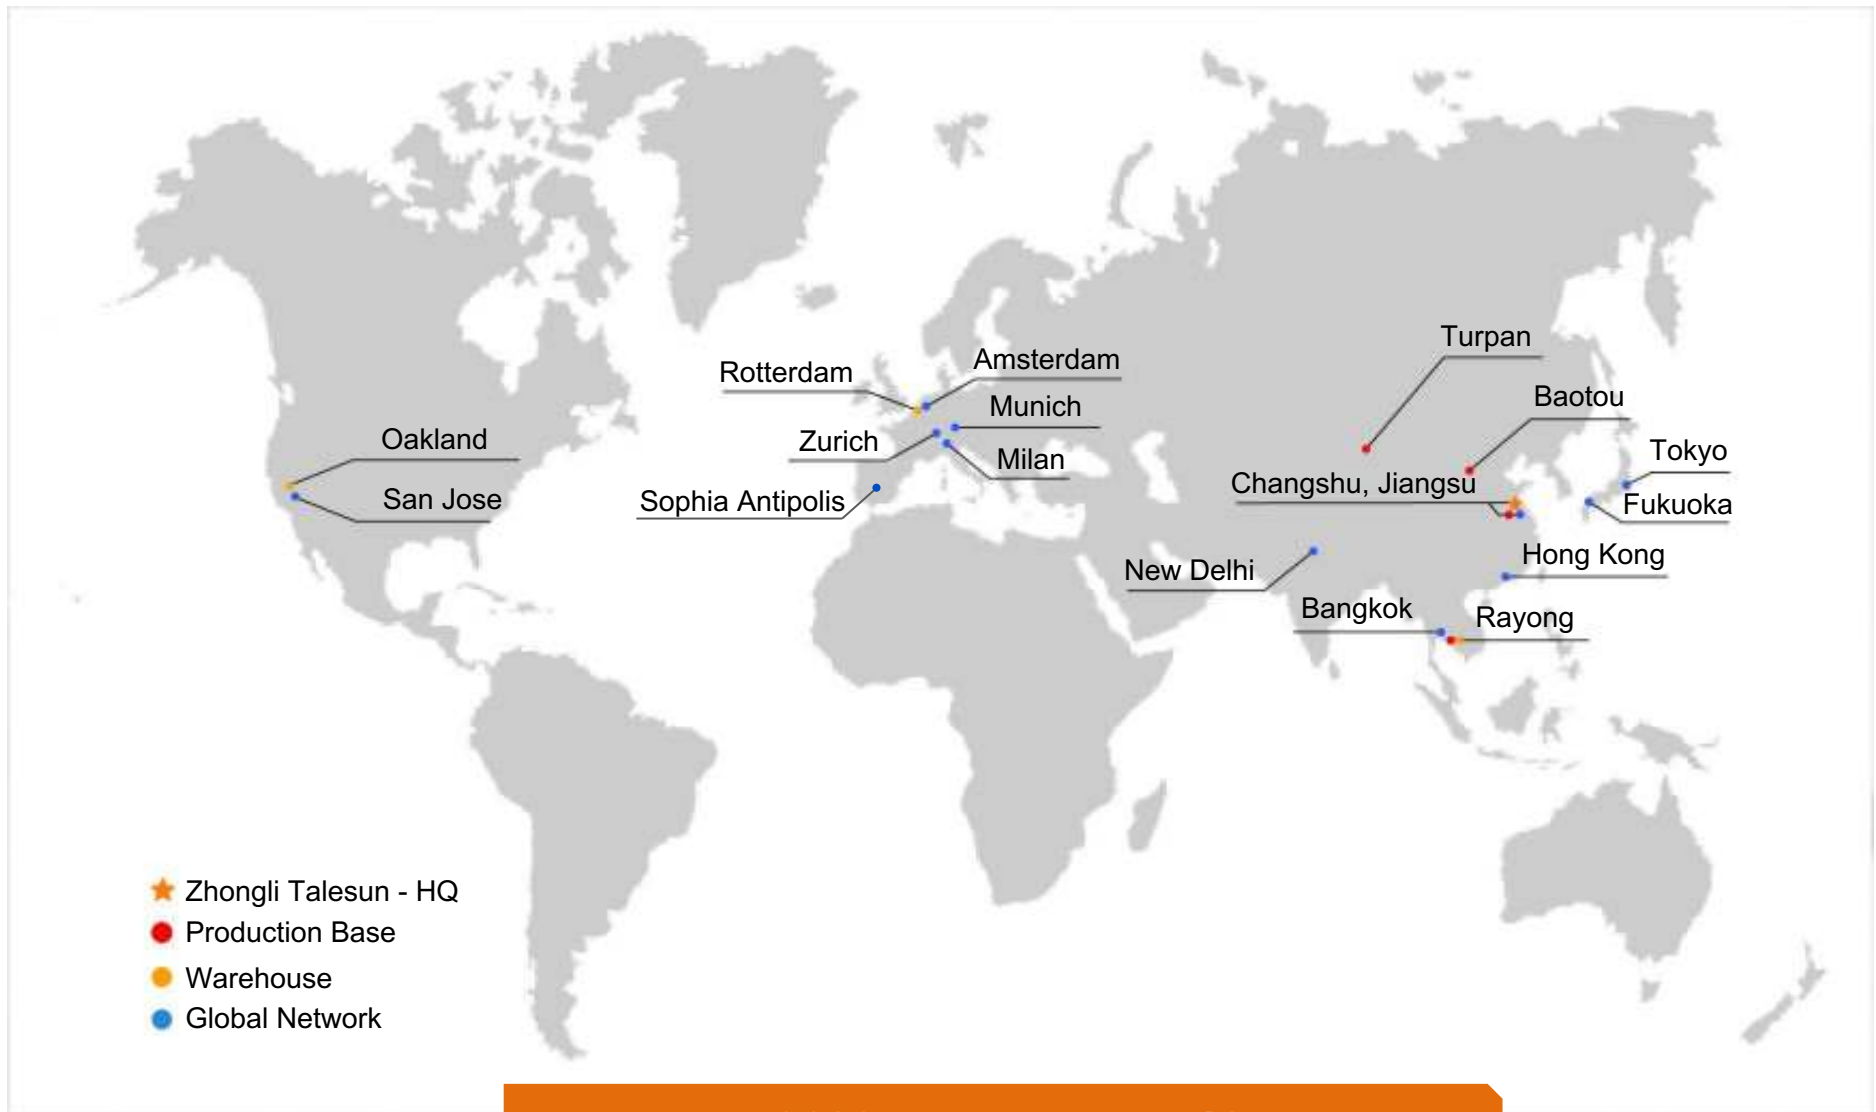 Turpan
Amsterdam
Rotterdam
Baotou
Munich
Oakland
Zurich
Tokyo
Milan
Changshu, Jiangsu
San Jose
Sophia Antipolis
Fukuoka
Hong Kong
New Delhi
Bangkok
Rayong
Zhongli Talesun - HQ
Production Base
Warehouse
Global Network